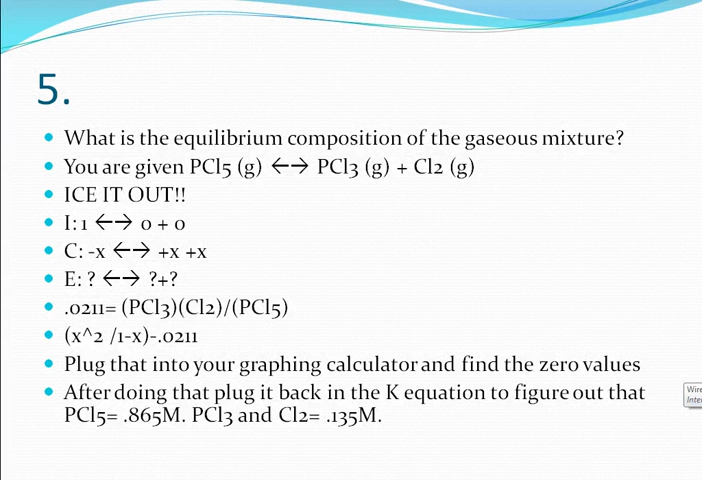 5.
What is the equilibrium composition of the gaseous mixture?
You are given PCl5 (g) ←→ PCl3 (g) + Cl2 (g)
ICE IT OUT!!
I: 1 ←→ 0 + 0
C: -x ←→ +x +x
E: ? ←→ ?+?
.0211= (PCl3)(Cl2)/(PCl5)
(x^2 /1-x)-.0211
Plug that into your graphing calculator and find the zero values
After doing that plug it back in the K equation to figure out that
PCl5= .865M. PCl3 and Cl2= .135M.